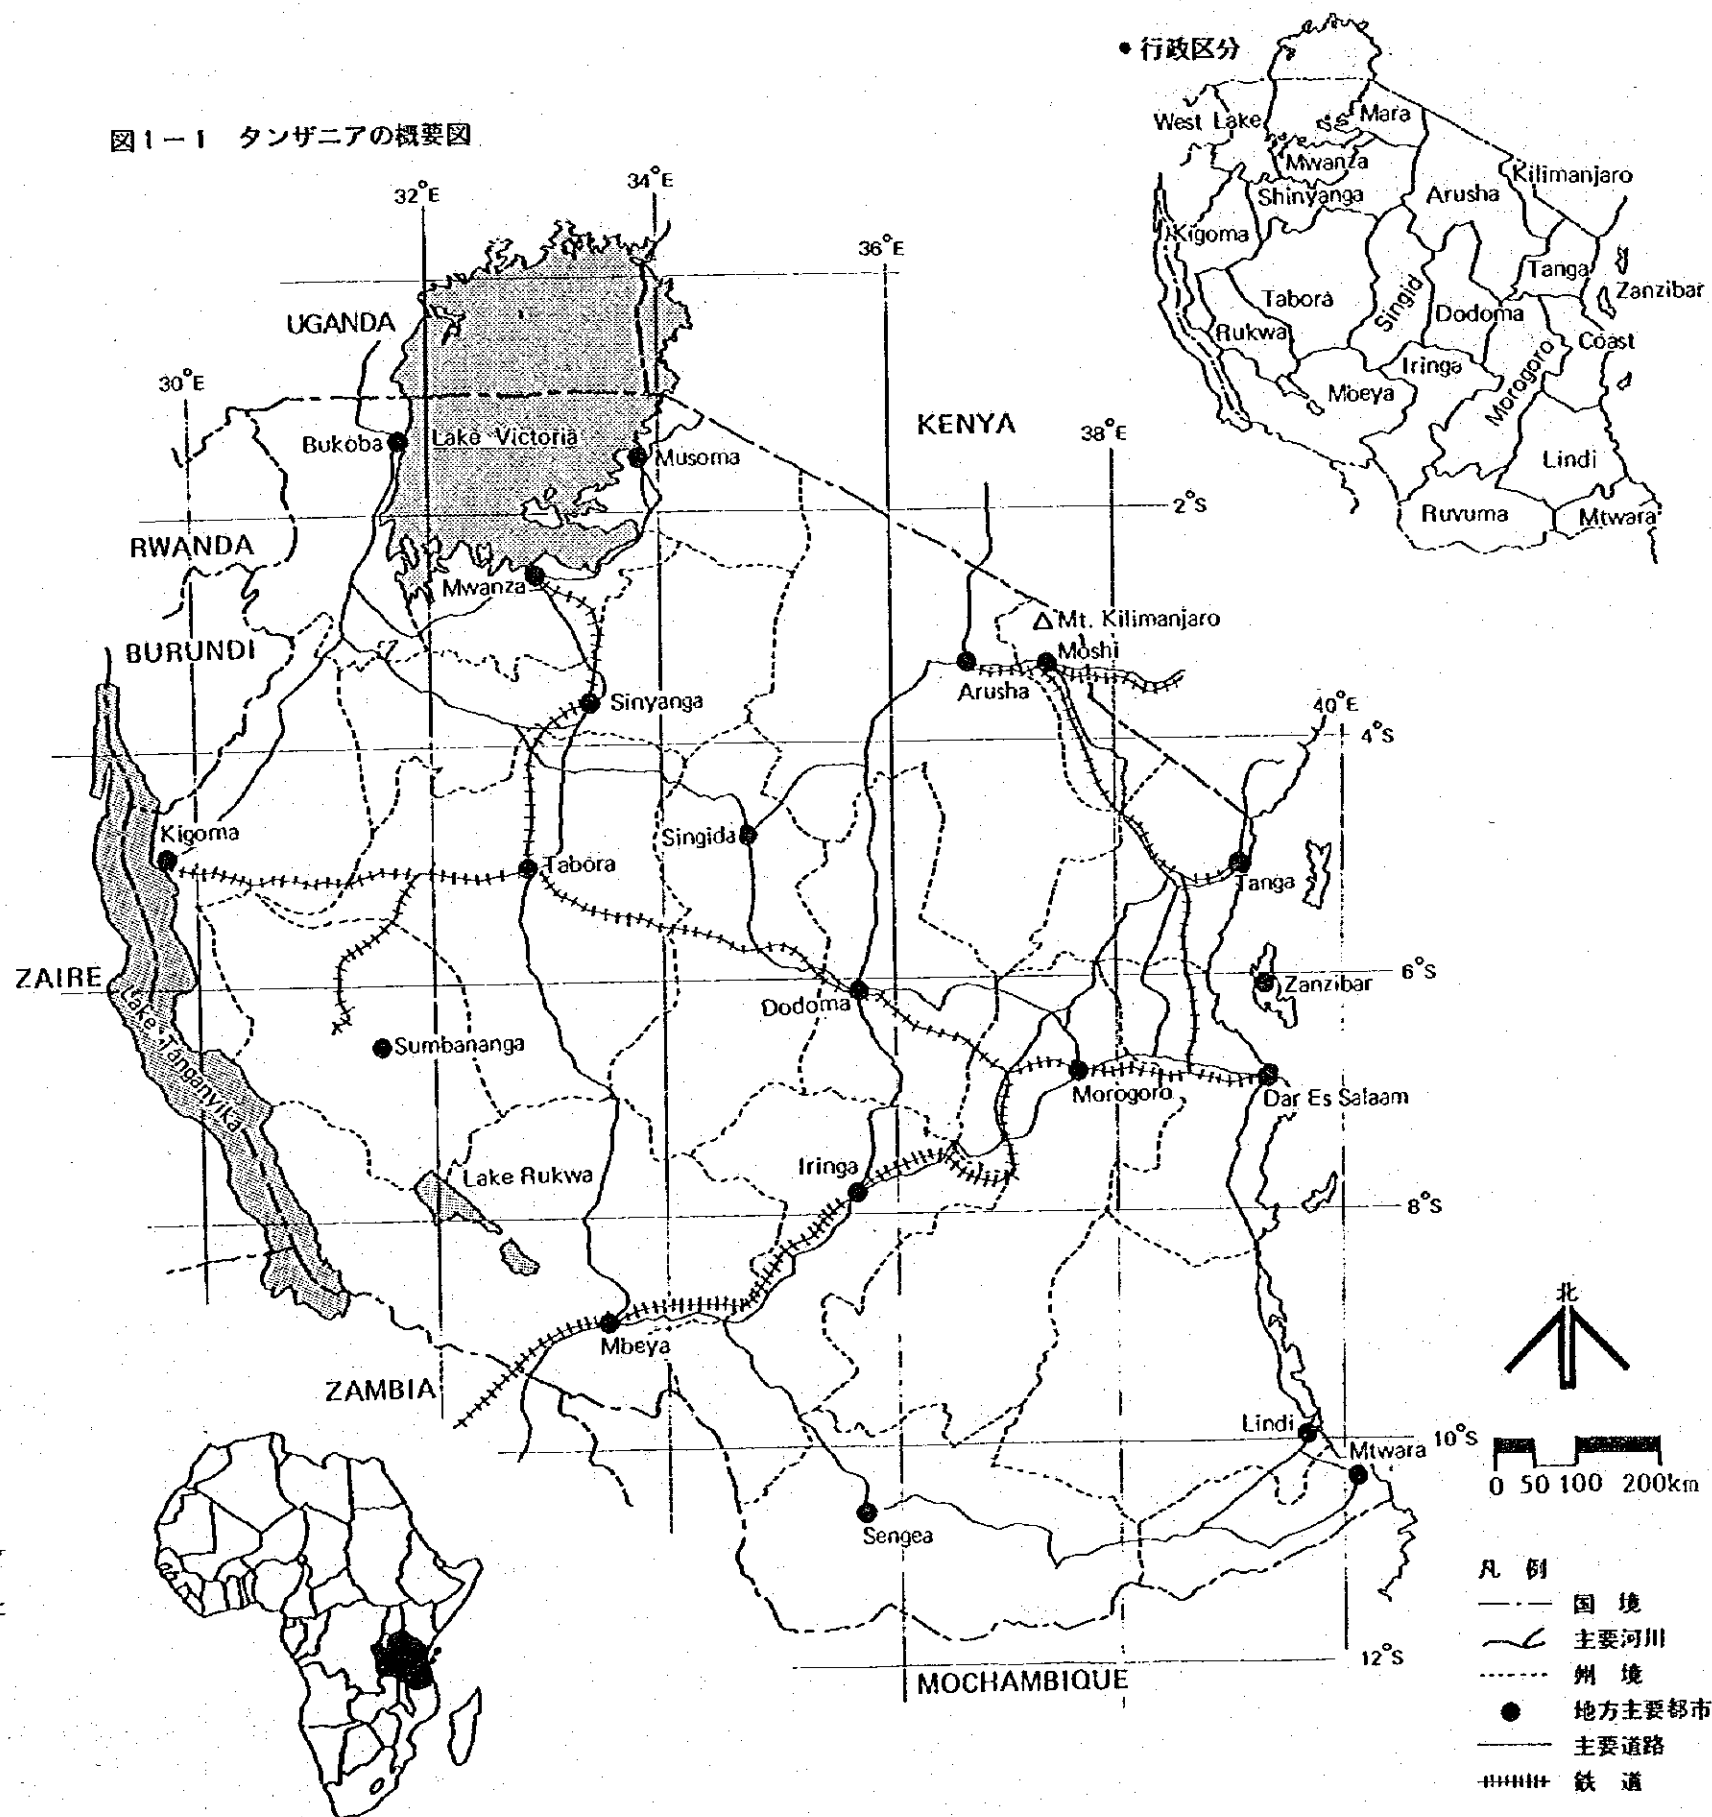 図1-1 タンザニアの概要図
• 行政区分
West Lake
Mara
Mwanza
Shinyanga
Arusha
Kilimanjaro
Kigoma
Tabora
Singid
Dodoma
Tanga
Zanzibar
Rukwa
Iringa
Morogoro
Coast
Mbeya
Lindi
Ruvuma
Mtwara
32°E
34°E
36°E
30°E
38°E
40°E
UGANDA
KENYA
Bukoba
Lake Victoria
Musoma
2°S
RWANDA
Mwanza
BURUNDI
Mt. Kilimanjaro
Moshi
Arusha
Sinyanga
4°S
Kigoma
Tabora
Singida
Tanga
ZAIRE
6°S
Zanzibar
Dodoma
Lake Tanganyika
Sumbananga
Morogoro
Dar Es Salaam
Lake Rukwa
Iringa
8°S
Mbeya
ZAMBIA
北
Lindi
Mtwara
10°S
0 50 100 200km
Sengea
12°S
MOCHAMBIQUE
凡 例
国 境
主要河川
州 境
地方主要都市
主要道路
鉄 道